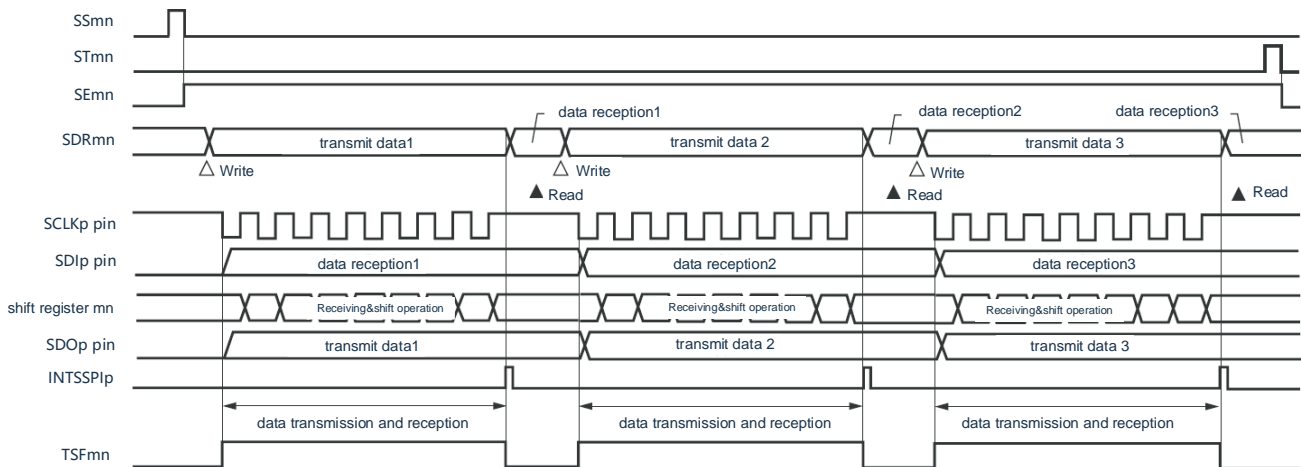 SSmn
STmn
SEmn
data reception1
data reception2
data reception3
SDRmn
transmit data1
transmit data 2
transmit data 3
△ Write
△ Write
△ Write
▲ Read
▲ Read
▲ Read
SCLKp pin
SDIp pin
data reception1
data reception2
data reception3
shift register mn
Receiving&shift operation
Receiving&shift operation
Receiving&shift operation
SDOp pin
transmit data1
transmit data 2
transmit data 3
INTSSPIp
data transmission and reception
data transmission and reception
data transmission and reception
TSFmn